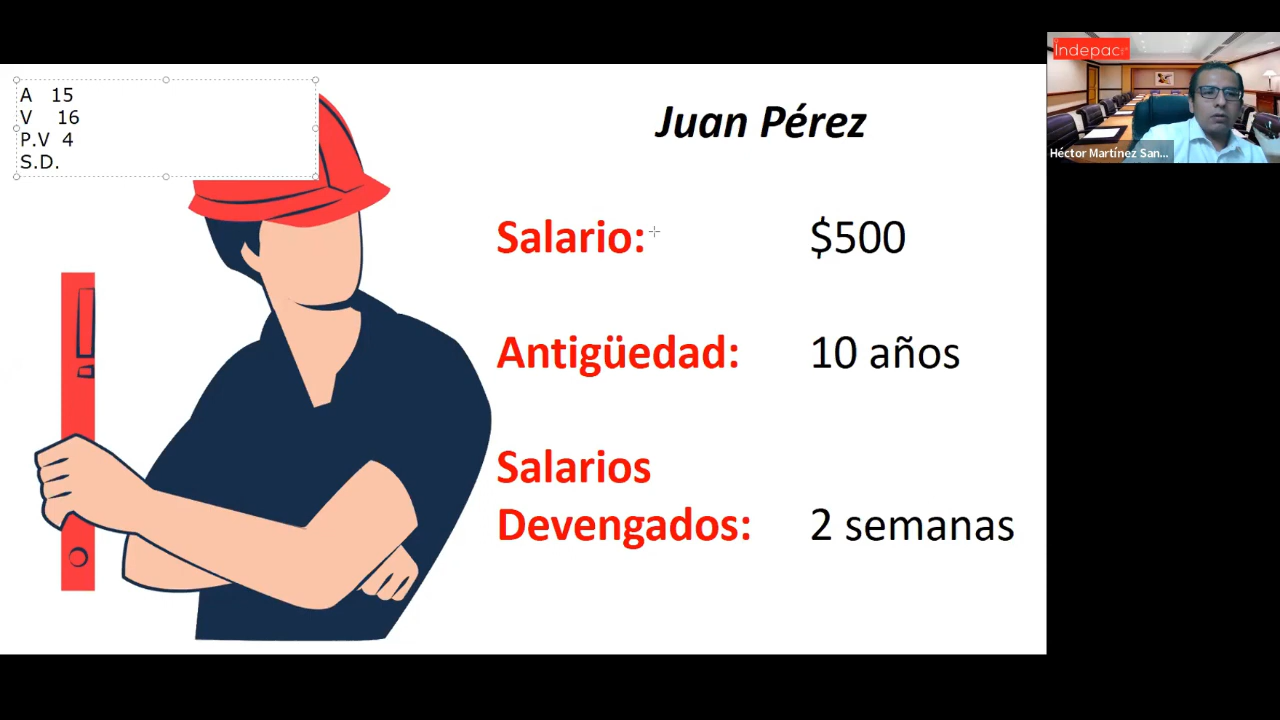 A 15
V 16
P.V 4
S.D.
Juan Pérez
Salario: $500
Antigüedad: 10 años
Salarios
Devengados: 2 semanas
Indepac
Héctor Martínez San...